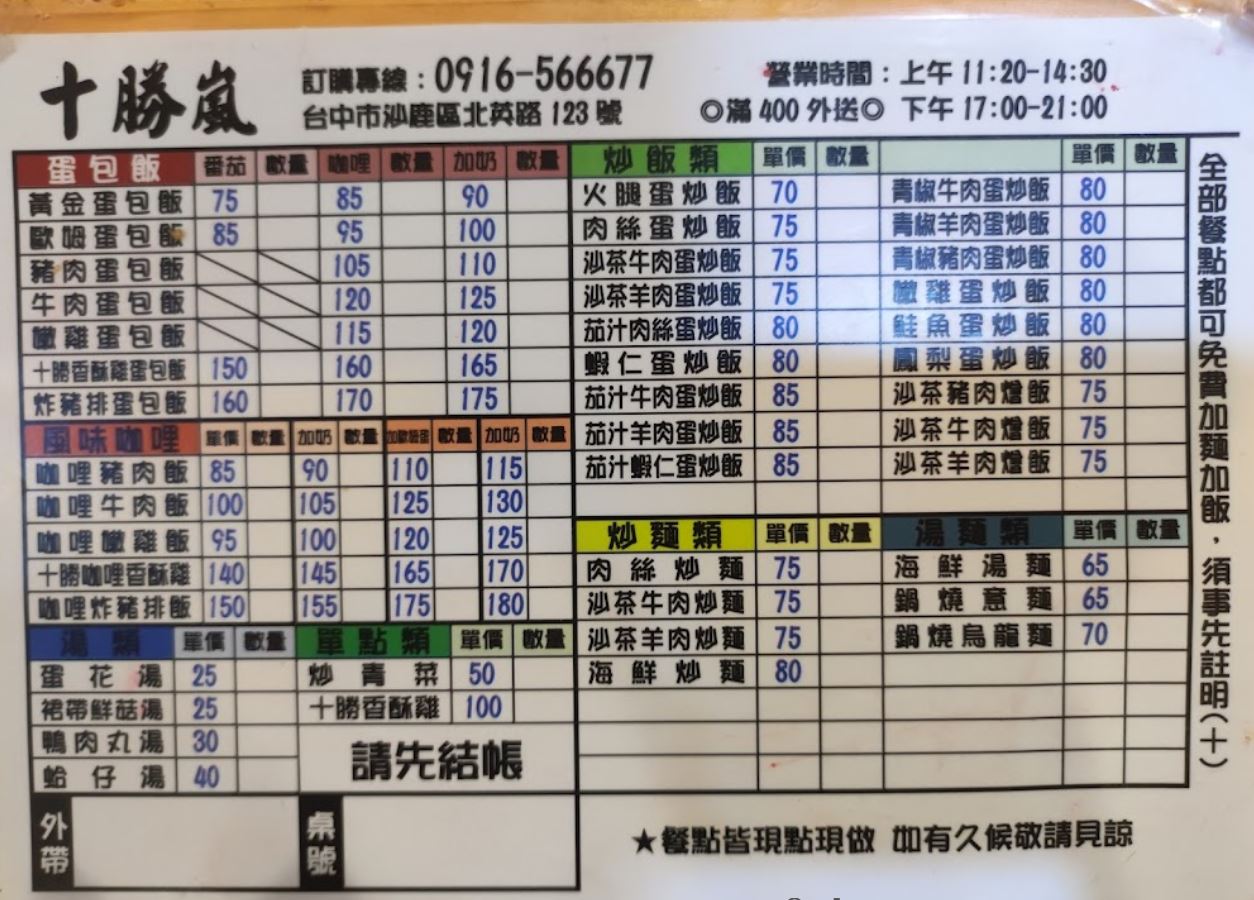 十勝嵐
訂購專線：0916-566677
台中市沙鹿區北英路 123 號
營業時間：上午 11:20-14:30
◎滿 400 外送◎ 下午 17:00-21:00
蛋包飯 番茄 數量 咖哩 數量 加奶 數量
黃金蛋包飯 75 85 90
歐姆蛋包飯 85 95 100
豬肉蛋包飯 105 110
牛肉蛋包飯 120 125
嫩雞蛋包飯 115 120
十勝香酥雞蛋包飯 150 160 165
炸豬排蛋包飯 160 170 175
風味咖哩 單價 數量 加奶 數量 加歐姆蛋 數量 加奶 數量
咖哩豬肉飯 85 90 110 115
咖哩牛肉飯 100 105 125 130
咖哩嫩雞飯 95 100 120 125
十勝咖哩香酥雞 140 145 165 170
咖哩炸豬排飯 150 155 175 180
湯類 單價 數量
蛋花湯 25
裙帶鮮菇湯 25
鴨肉丸湯 30
蛤仔湯 40
單點類 單價 數量
炒青菜 50
十勝香酥雞 100
請先結帳
外帶
桌號
炒飯類 單價 數量
火腿蛋炒飯 70
肉絲蛋炒飯 75
沙茶牛肉蛋炒飯 75
沙茶羊肉蛋炒飯 75
茄汁肉絲蛋炒飯 80
蝦仁蛋炒飯 80
茄汁牛肉蛋炒飯 85
茄汁羊肉蛋炒飯 85
茄汁蝦仁蛋炒飯 85
單價 數量
青椒牛肉蛋炒飯 80
青椒羊肉蛋炒飯 80
青椒豬肉蛋炒飯 80
嫩雞蛋炒飯 80
鮭魚蛋炒飯 80
鳳梨蛋炒飯 80
沙茶豬肉燴飯 75
沙茶牛肉燴飯 75
沙茶羊肉燴飯 75
炒麵類 單價 數量
肉絲炒麵 75
沙茶牛肉炒麵 75
沙茶羊肉炒麵 75
海鮮炒麵 80
湯麵類 單價 數量
海鮮湯麵 65
鍋燒意麵 65
鍋燒烏龍麵 70
★餐點皆現點現做 如有久候敬請見諒
全部餐點都可免費加麵加飯，須事先註明(十)